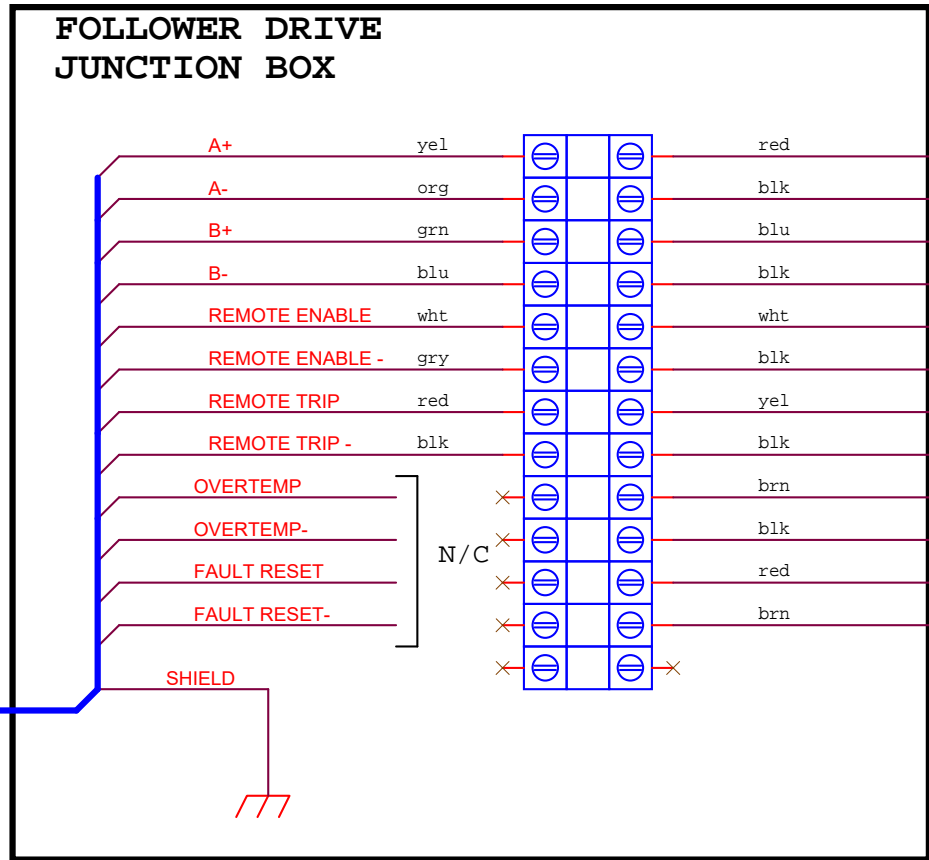 FOLLOWER DRIVE
JUNCTION BOX
A+ yel red
A- org blk
B+ grn blu
B- blu blk
REMOTE ENABLE wht wht
REMOTE ENABLE - gry blk
REMOTE TRIP red yel
REMOTE TRIP - blk blk
OVERTEMP brn
OVERTEMP- blk
N/C
FAULT RESET red
FAULT RESET- brn
SHIELD